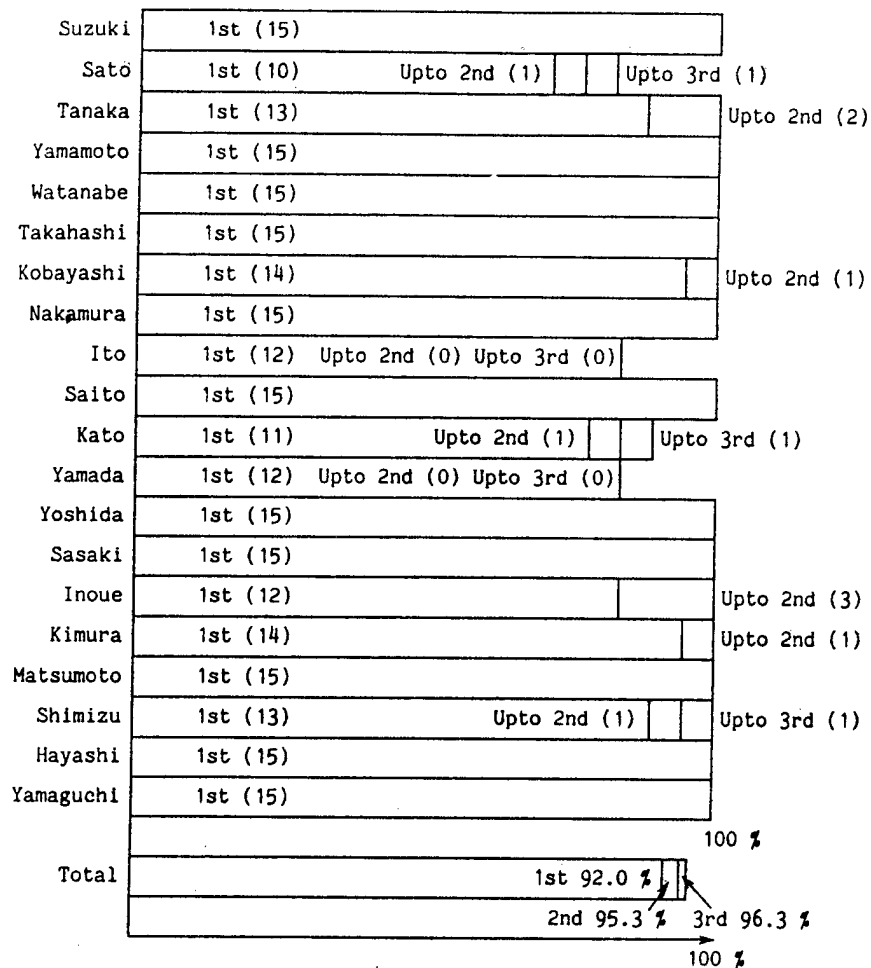 Suzuki 1st (15)
Sato 1st (10) Upto 2nd (1) Upto 3rd (1)
Tanaka 1st (13) Upto 2nd (2)
Yamamoto 1st (15)
Watanabe 1st (15)
Takahashi 1st (15)
Kobayashi 1st (14) Upto 2nd (1)
Nakamura 1st (15)
Ito 1st (12) Upto 2nd (0) Upto 3rd (0)
Saito 1st (15)
Kato 1st (11) Upto 2nd (1) Upto 3rd (1)
Yamada 1st (12) Upto 2nd (0) Upto 3rd (0)
Yoshida 1st (15)
Sasaki 1st (15)
Inoue 1st (12) Upto 2nd (3)
Kimura 1st (14) Upto 2nd (1)
Matsumoto 1st (15)
Shimizu 1st (13) Upto 2nd (1) Upto 3rd (1)
Hayashi 1st (15)
Yamaguchi 1st (15)
100 %
Total 1st 92.0 %
2nd 95.3 % 3rd 96.3 %
100 %